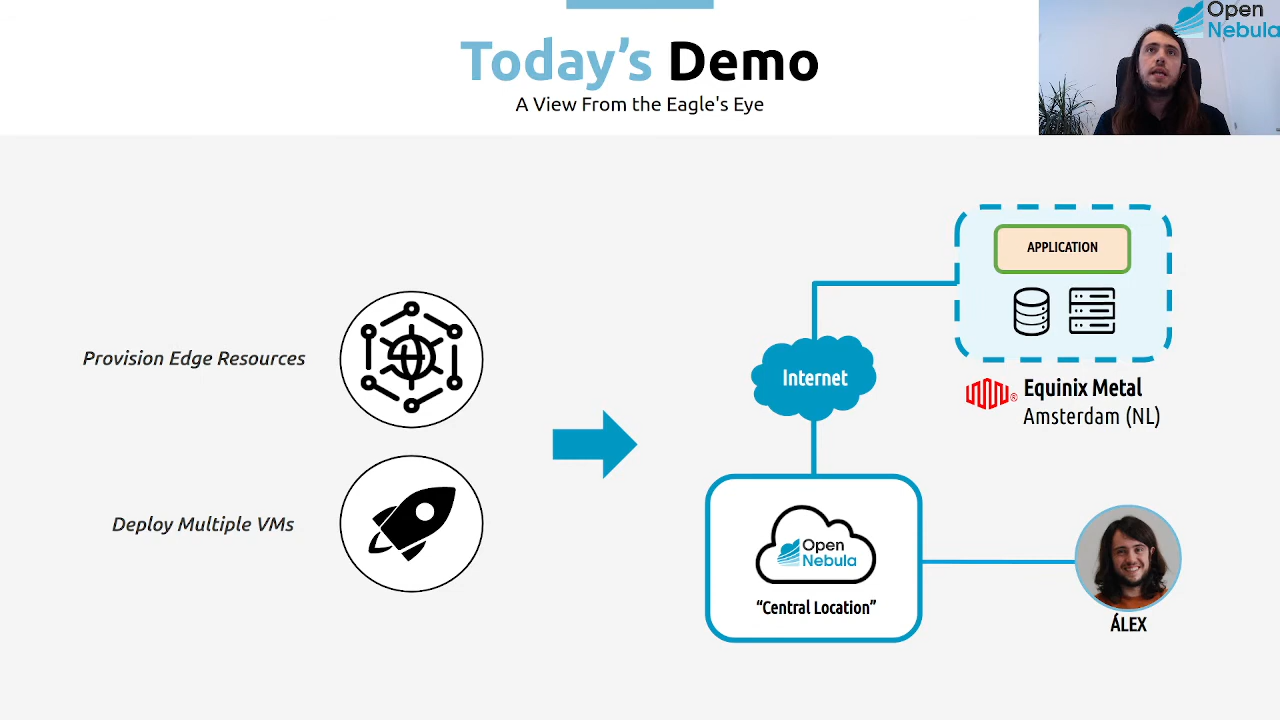 Today's Demo
A View From the Eagle's Eye
Open
Nebula
Provision Edge Resources
Deploy Multiple VMs
APPLICATION
Internet
Equinix Metal
Amsterdam (NL)
Open
Nebula
“Central Location”
ÁLEX